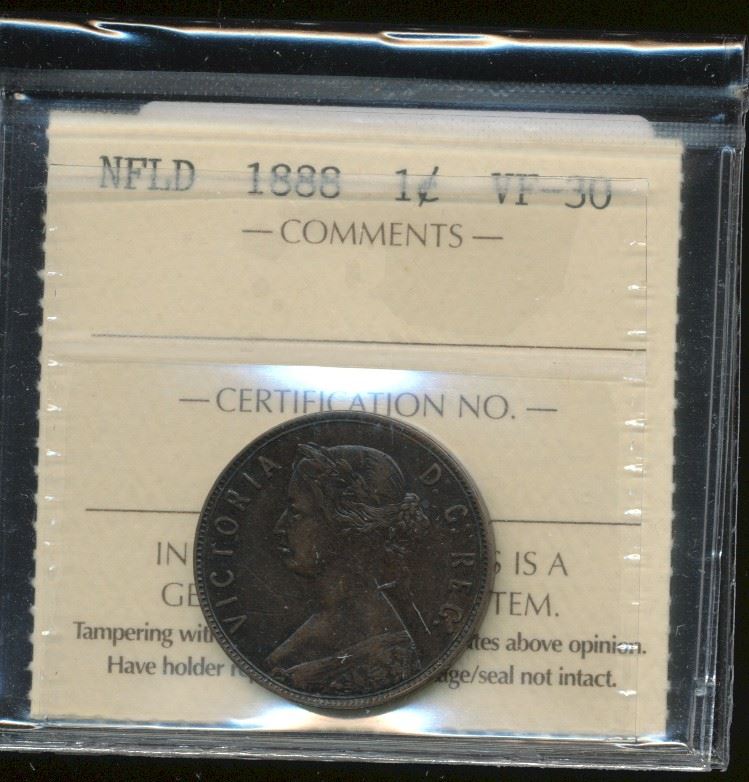 NFLD 1888 1¢ VF-30
— COMMENTS —
— CERTIFICATION NO. —
VICTORIA D. G. REG.
IN S IS A
GE TEM.
Tampering with tes above opinion.
Have holder age/seal not intact.